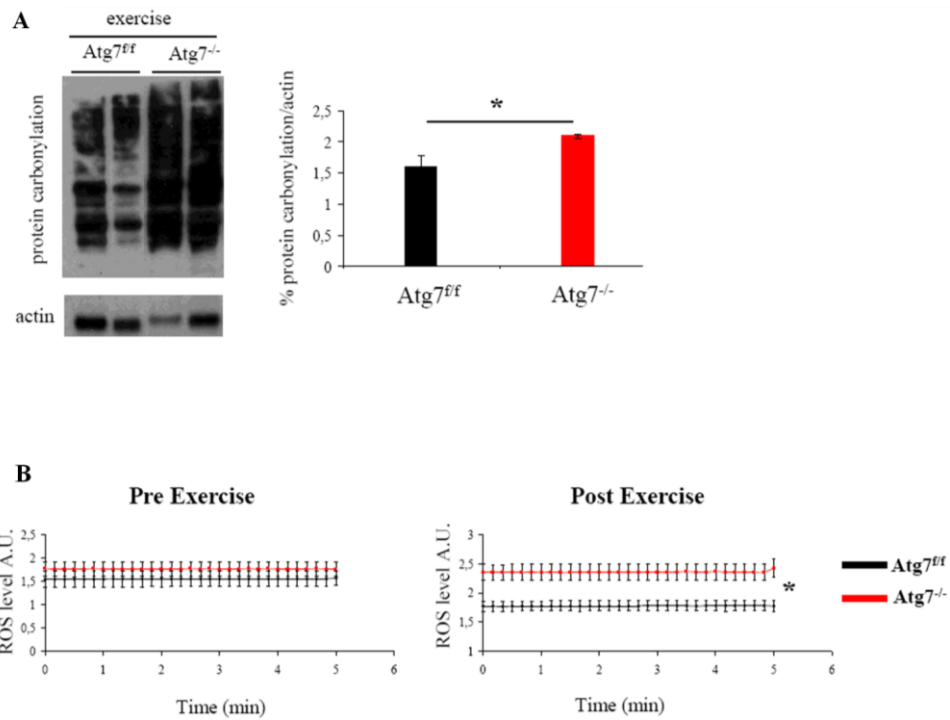 A
exercise
Atg7f/f Atg7-/-
protein carbonylation
actin
% protein carbonylation/actin
2,5
2
1,5
1
0,5
0
*
Atg7f/f Atg7-/-
B
Pre Exercise
ROS level A.U.
2,5
2
1,5
1
0,5
0
0 1 2 3 4 5 6
Time (min)
Post Exercise
ROS level A.U.
3
2,5
2
1,5
1
0 1 2 3 4 5 6
Time (min)
*
Atg7f/f
Atg7-/-